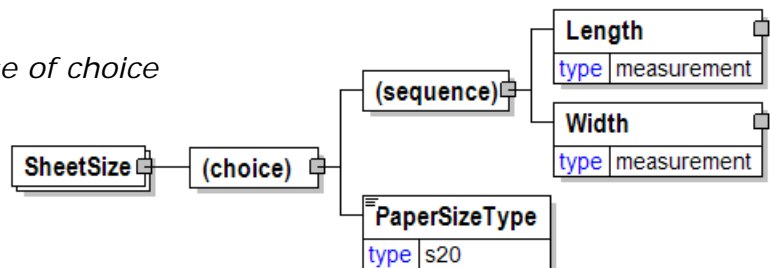 of choice
SheetSize
(choice)
(sequence)
Length
type measurement
Width
type measurement
PaperSizeType
type s20